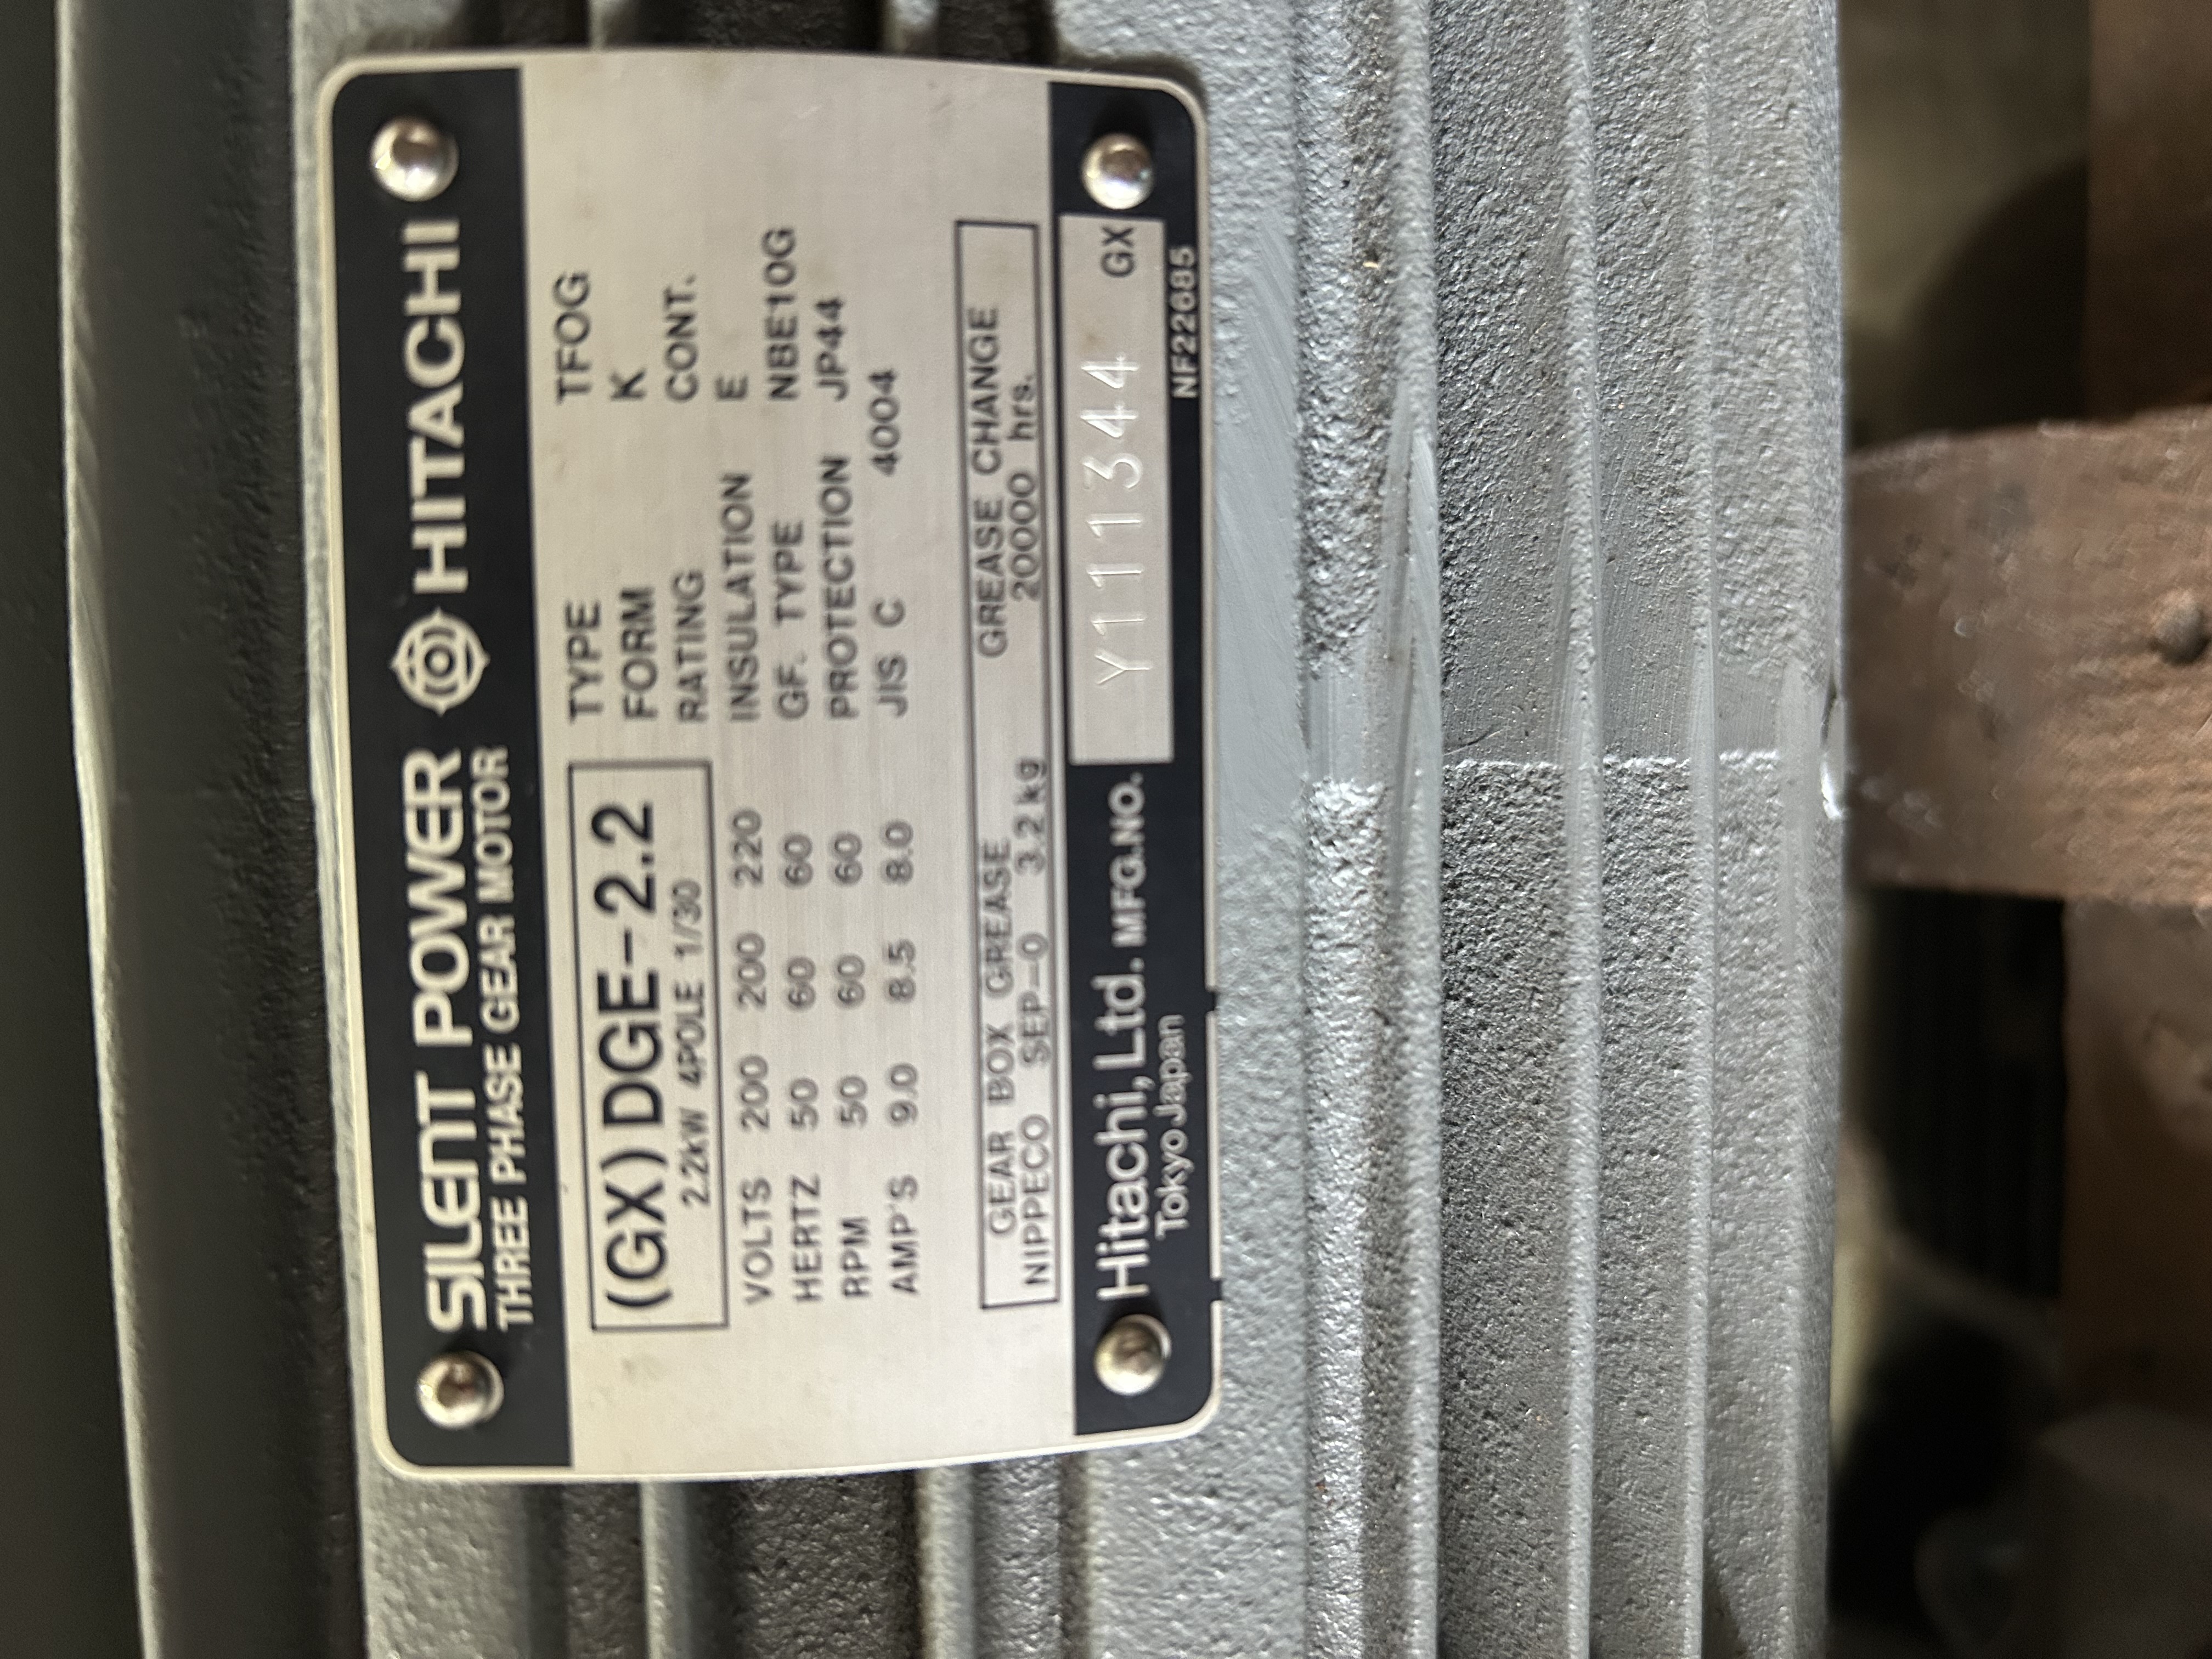 SILENT POWER HITACHI
THREE PHASE GEAR MOTOR
(GX) DGE-2.2
2.2kW 4POLE 1/30
VOLTS 200 200 220
HERTZ 50 60 60
RPM 50 60 60
AMP'S 9.0 8.5 8.0
TYPE TFOG
FORM K
RATING CONT.
INSULATION E
GF. TYPE NBE10G
PROTECTION JP44
JIS C 4004
GEAR BOX GREASE GREASE CHANGE
NIPPECO SEP-0 3.2kg 20000 hrs.
Hitachi, Ltd. MFG.NO. Y111344 GX
Tokyo Japan NF22685